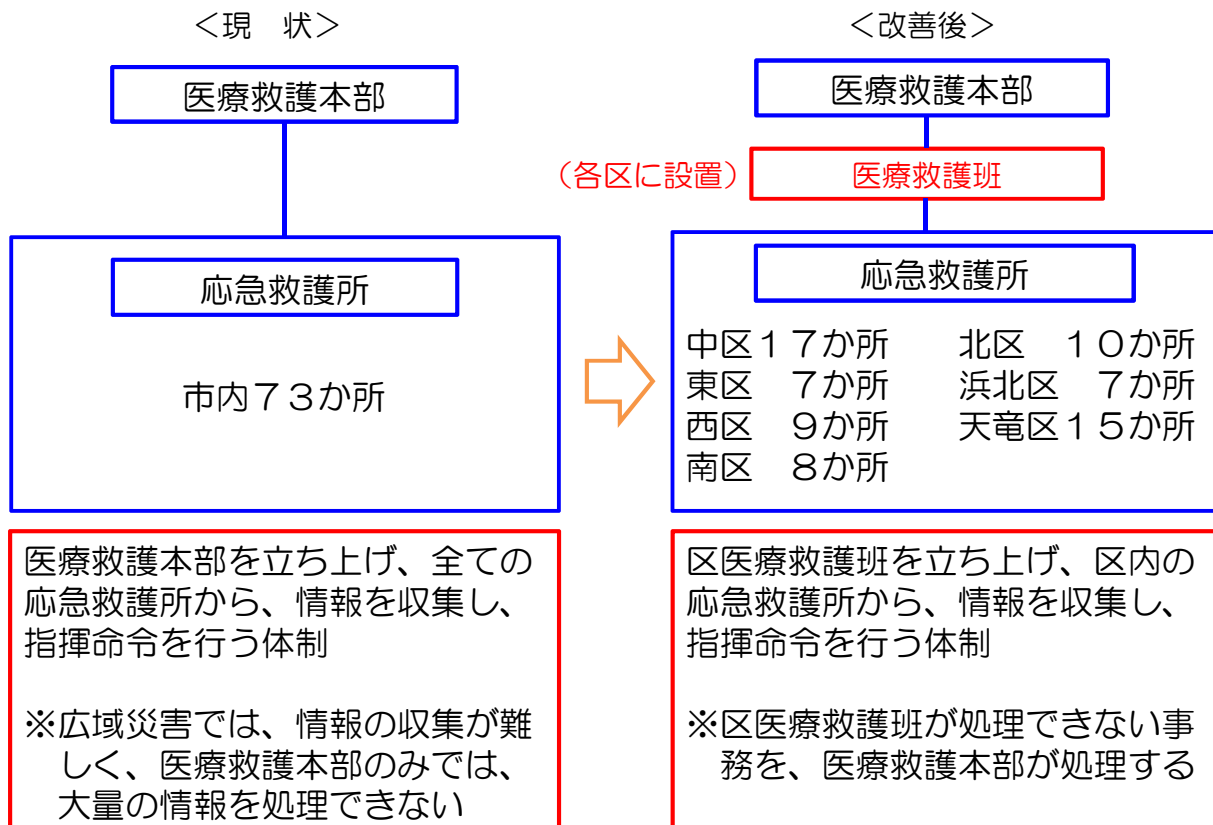 <現　状>
医療救護本部
応急救護所
市内７３か所
医療救護本部を立ち上げ、全ての
応急救護所から、情報を収集し、
指揮命令を行う体制
※広域災害では、情報の収集が難
しく、医療救護本部のみでは、
大量の情報を処理できない
<改善後>
医療救護本部
（各区に設置）　医療救護班
応急救護所
中区１７か所　　北区　１０か所
東区　７か所　　浜北区　７か所
西区　９か所　　天竜区１５か所
南区　８か所
区医療救護班を立ち上げ、区内の
応急救護所から、情報を収集し、
指揮命令を行う体制
※区医療救護班が処理できない事
務を、医療救護本部が処理する